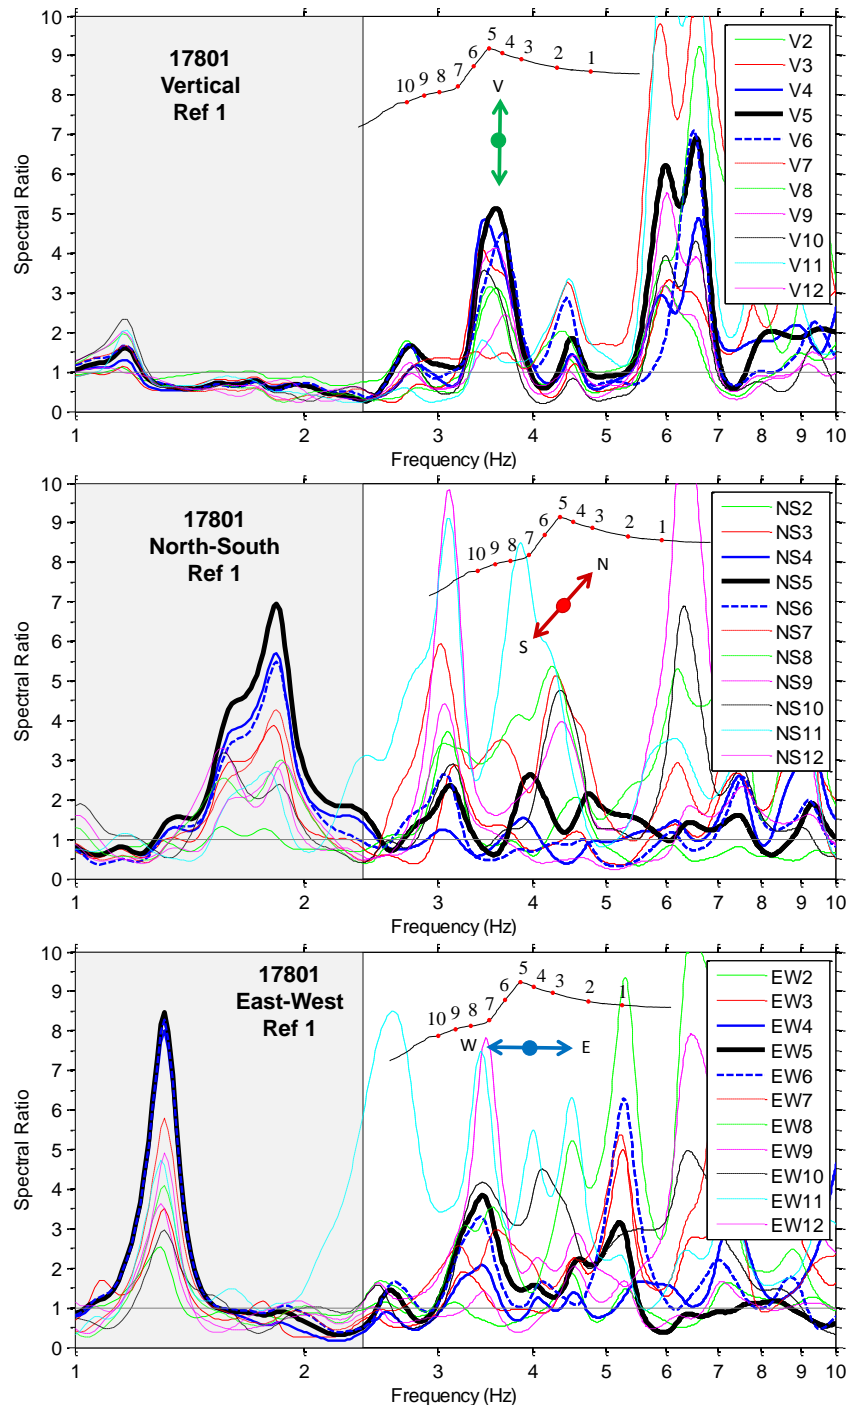 17801
Vertical
Ref 1
10 9 8 7 6 5 4 3 2 1
V
V2
V3
V4
V5
V6
V7
V8
V9
V10
V11
V12
Spectral Ratio
10
9
8
7
6
5
4
3
2
1
0
1 2 3 4 5 6 7 8 9 10
Frequency (Hz)
17801
North-South
Ref 1
10 9 8 7 6 5 4 3 2 1
N
S
NS2
NS3
NS4
NS5
NS6
NS7
NS8
NS9
NS10
NS11
NS12
Spectral Ratio
10
9
8
7
6
5
4
3
2
1
0
1 2 3 4 5 6 7 8 9 10
Frequency (Hz)
17801
East-West
Ref 1
10 9 8 7 6 5 4 3 2 1
W E
EW2
EW3
EW4
EW5
EW6
EW7
EW8
EW9
EW10
EW11
EW12
Spectral Ratio
10
9
8
7
6
5
4
3
2
1
0
1 2 3 4 5 6 7 8 9 10
Frequency (Hz)